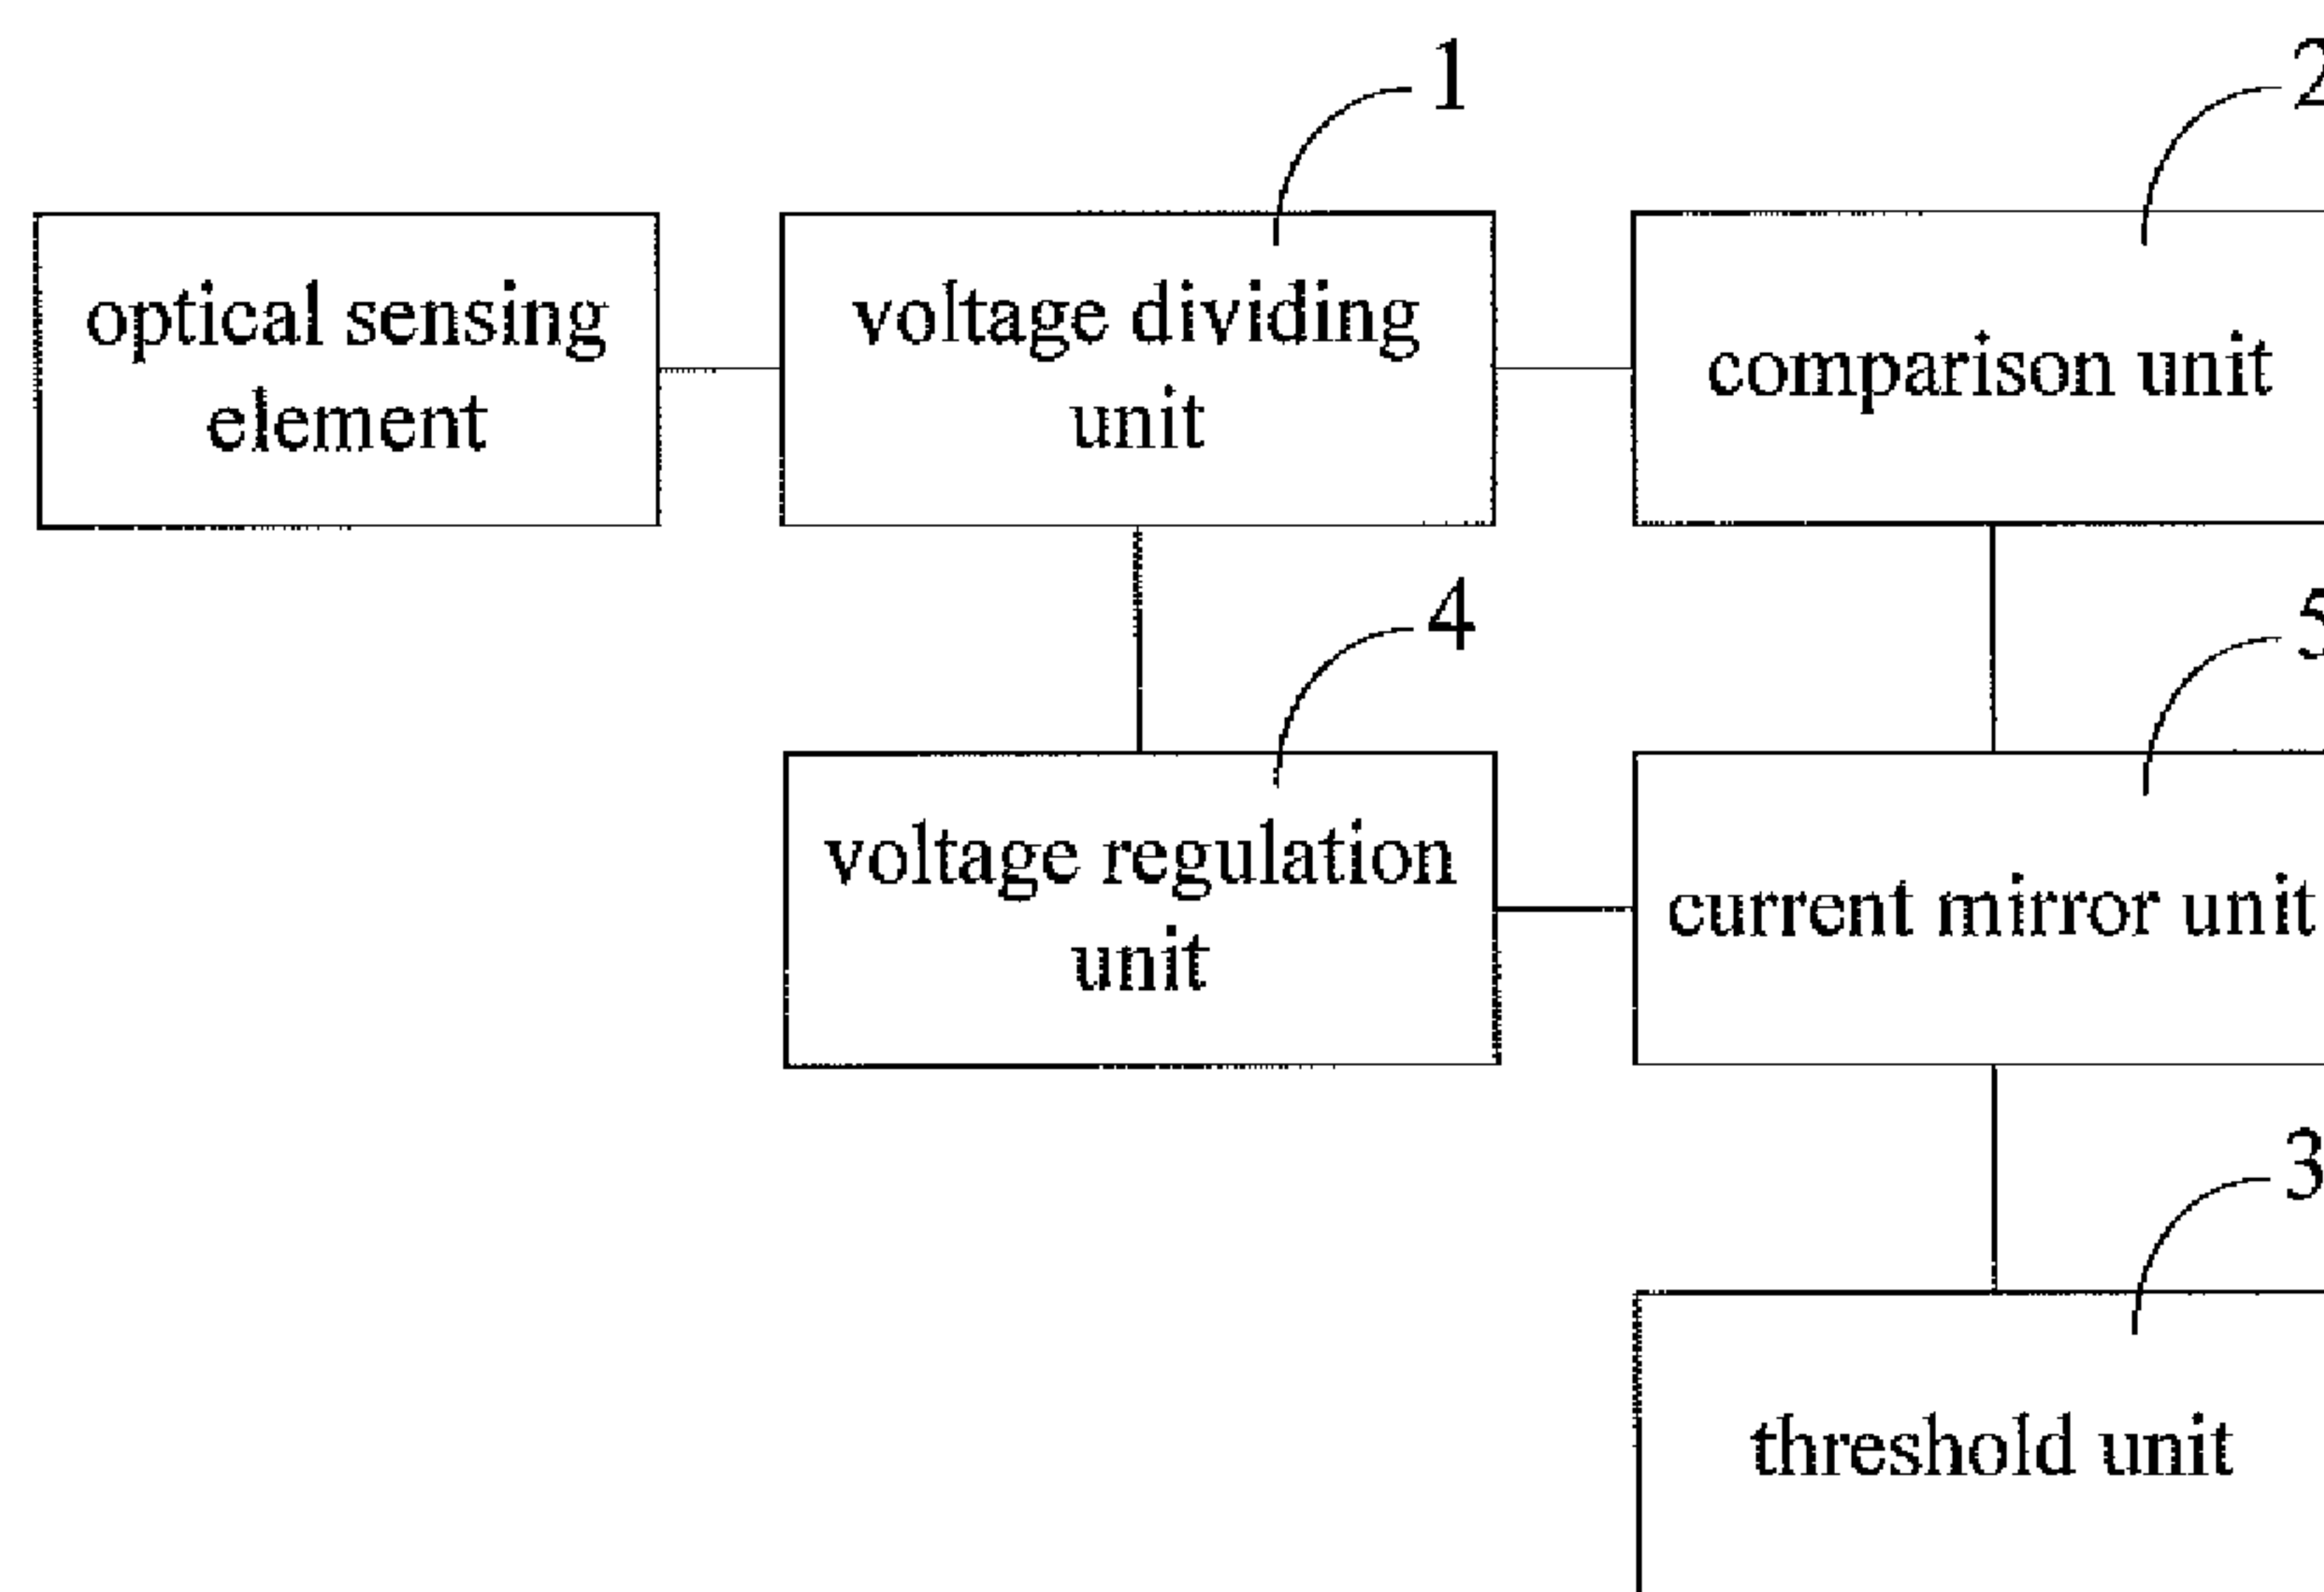 1
2
optical sensing
element
voltage dividing
unit
comparison unit
4
5
voltage regulation
unit
current mirror unit
3
threshold unit